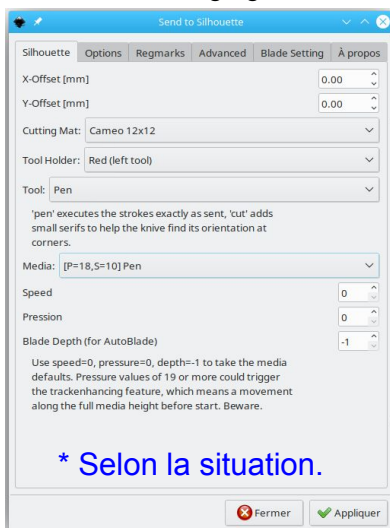 Send to Silhouette
Silhouette Options Regmarks Advanced Blade Setting À propos
X-Offset [mm] 0.00
Y-Offset [mm] 0.00
Cutting Mat: Cameo 12x12
Tool Holder: Red (left tool)
Tool: Pen
'pen' executes the strokes exactly as sent, 'cut' adds
small serifs to help the knive find its orientation at
corners.
Media: [P=18,S=10] Pen
Speed 0
Pression 0
Blade Depth (for AutoBlade) -1
Use speed=0, pressure=0, depth=-1 to take the media
defaults. Pressure values of 19 or more could trigger
the trackenhancing feature, which means a movement
along the full media height before start. Beware.
* Selon la situation.
Fermer Appliquer